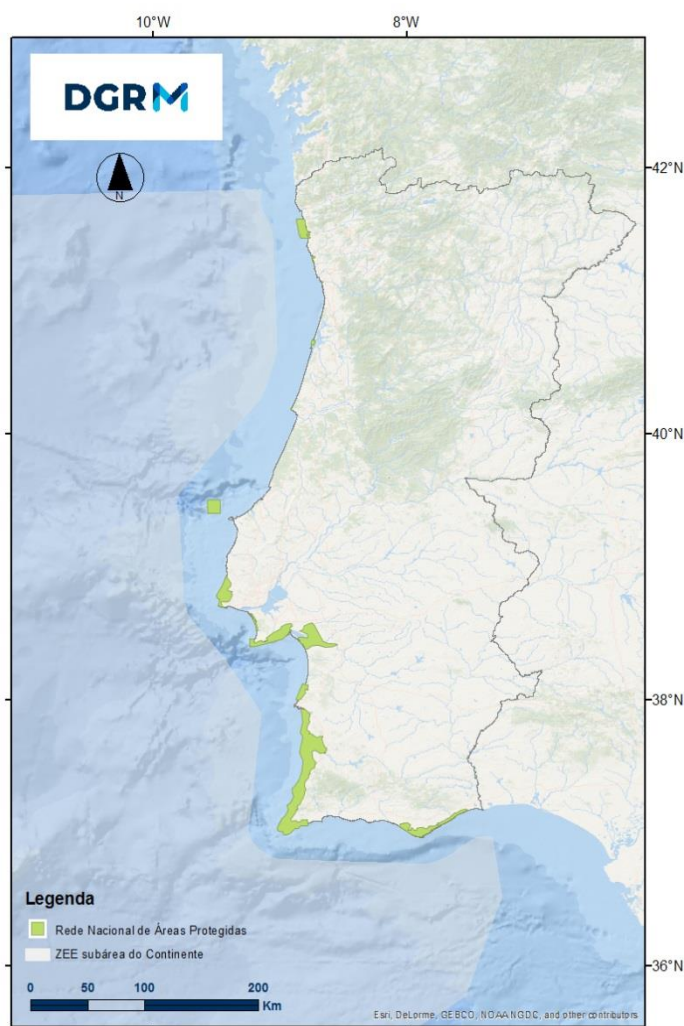 10°W 8°W
DGRM
N
42°N
40°N
38°N
36°N
Legenda
Rede Nacional de Áreas Protegidas
ZEE subárea do Continente
0 50 100 200
Km
Esri, DeLorme, GEBCO, NOAA NGDC, and other contributors